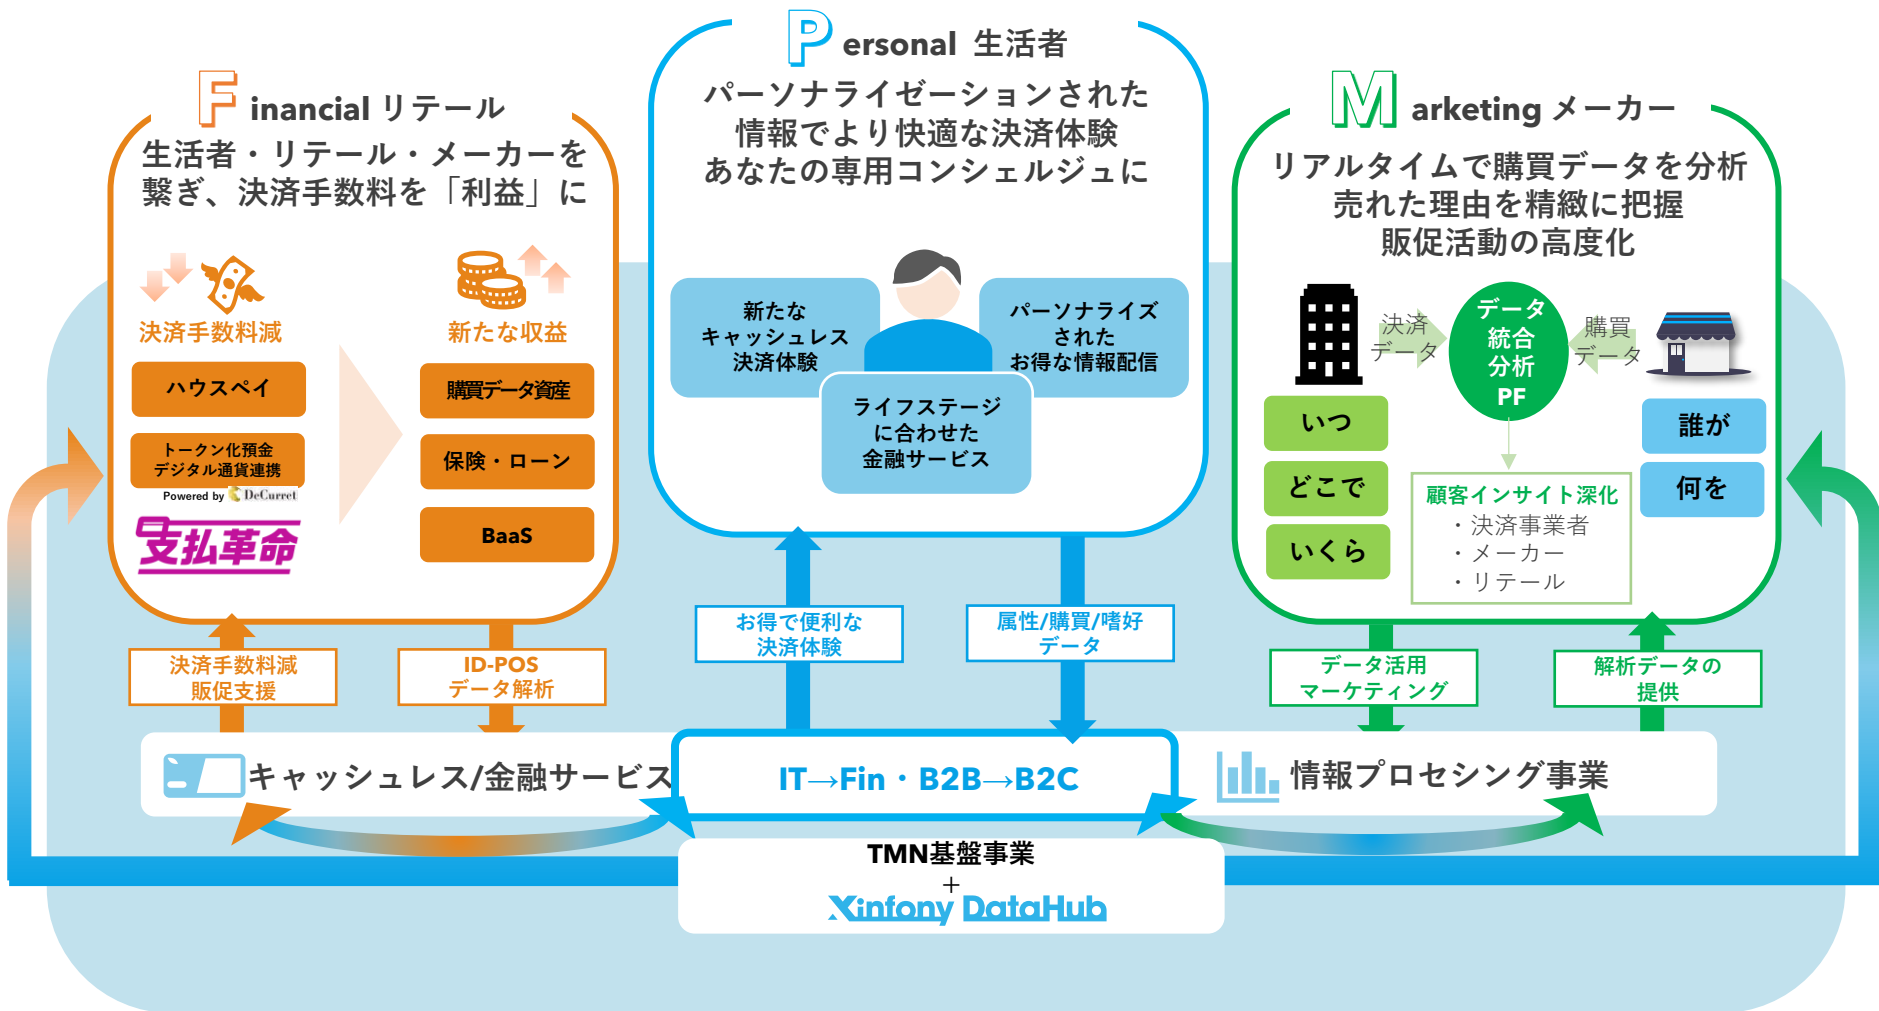 Financial リテール
生活者・リテール・メーカーを
繋ぎ、決済手数料を「利益」に
決済手数料減
新たな収益
ハウスペイ
トークン化預金
デジタル通貨連携
Powered by DeCurret
支払革命
購買データ資産
保険・ローン
BaaS
決済手数料減
販促支援
ID-POS
データ解析
Personal 生活者
パーソナライゼーションされた
情報でより快適な決済体験
あなたの専用コンシェルジュに
新たな
キャッシュレス
決済体験
パーソナライズ
された
お得な情報配信
ライフステージ
に合わせた
金融サービス
お得で便利な
決済体験
属性/購買/嗜好
データ
Marketing メーカー
リアルタイムで購買データを分析
売れた理由を精緻に把握
販促活動の高度化
決済
データ
データ
統合
分析
PF
購買
データ
いつ
どこで
いくら
誰が
何を
顧客インサイト深化
・決済事業者
・メーカー
・リテール
データ活用
マーケティング
解析データの
提供
キャッシュレス/金融サービス
IT→Fin・B2B→B2C
情報プロセシング事業
TMN基盤事業
+
Xinfony DataHub